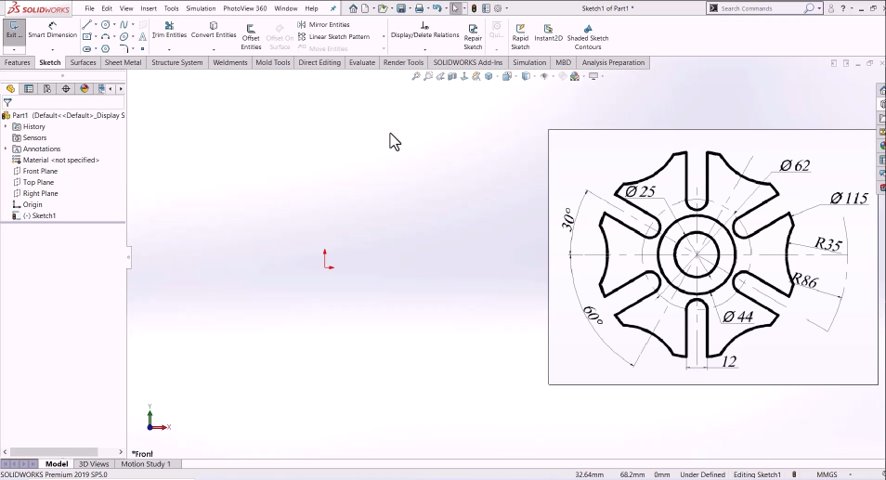 SOLIDWORKS File Edit View Insert Tools Simulation PhotoView 360 Window Help Sketch1 of Part1 * Search Commands
Exit ... Smart Dimension Trim Entities Convert Entities Offset Entities Offset On Surface Mirror Entities Linear Sketch Pattern Move Entities Display/Delete Relations Repair Sketch Qui... Rapid Sketch Instant2D Shaded Sketch Contours
Features Sketch Surfaces Sheet Metal Structure System Weldments Mold Tools Direct Editing Evaluate Render Tools SOLIDWORKS Add-Ins Simulation MBD Analysis Preparation
Part1 (Default<<Default>_Display S
History
Sensors
Annotations
Material <not specified>
Front Plane
Top Plane
Right Plane
Origin
(-) Sketch1
Ø 62
Ø 25
Ø 115
30°
R35
R86
60°
Ø 44
12
Y
X
*Front
Model 3D Views Motion Study 1
SOLIDWORKS Premium 2019 SP5.0 32.64mm 68.2mm 0mm Under Defined Editing Sketch1 MMGS